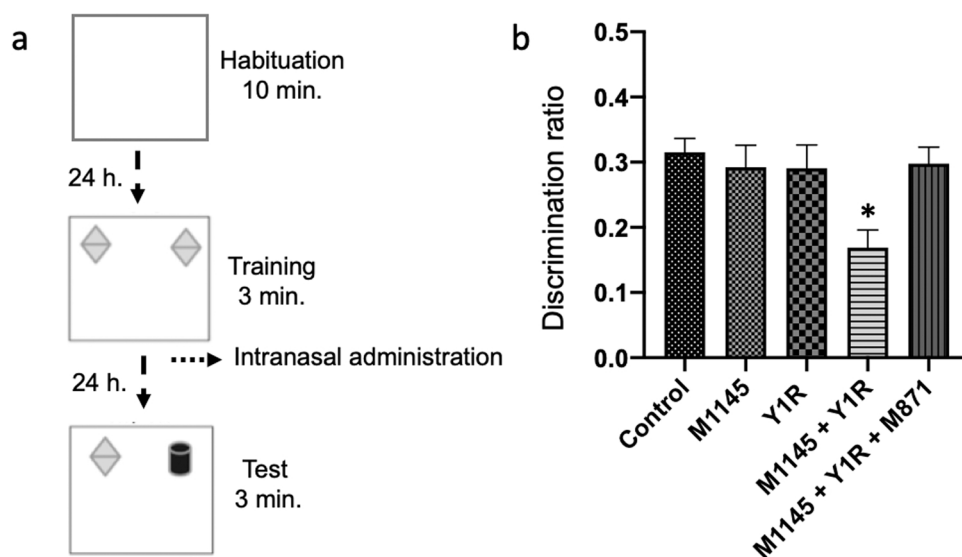 a
Habituation
10 min.
24 h.
Training
3 min.
Intranasal administration
24 h.
Test
3 min.
b
Discrimination ratio
0.5
0.4
0.3
0.2
0.1
0.0
*
Control
M1145
Y1R
M1145 + Y1R
M1145 + Y1R + M871